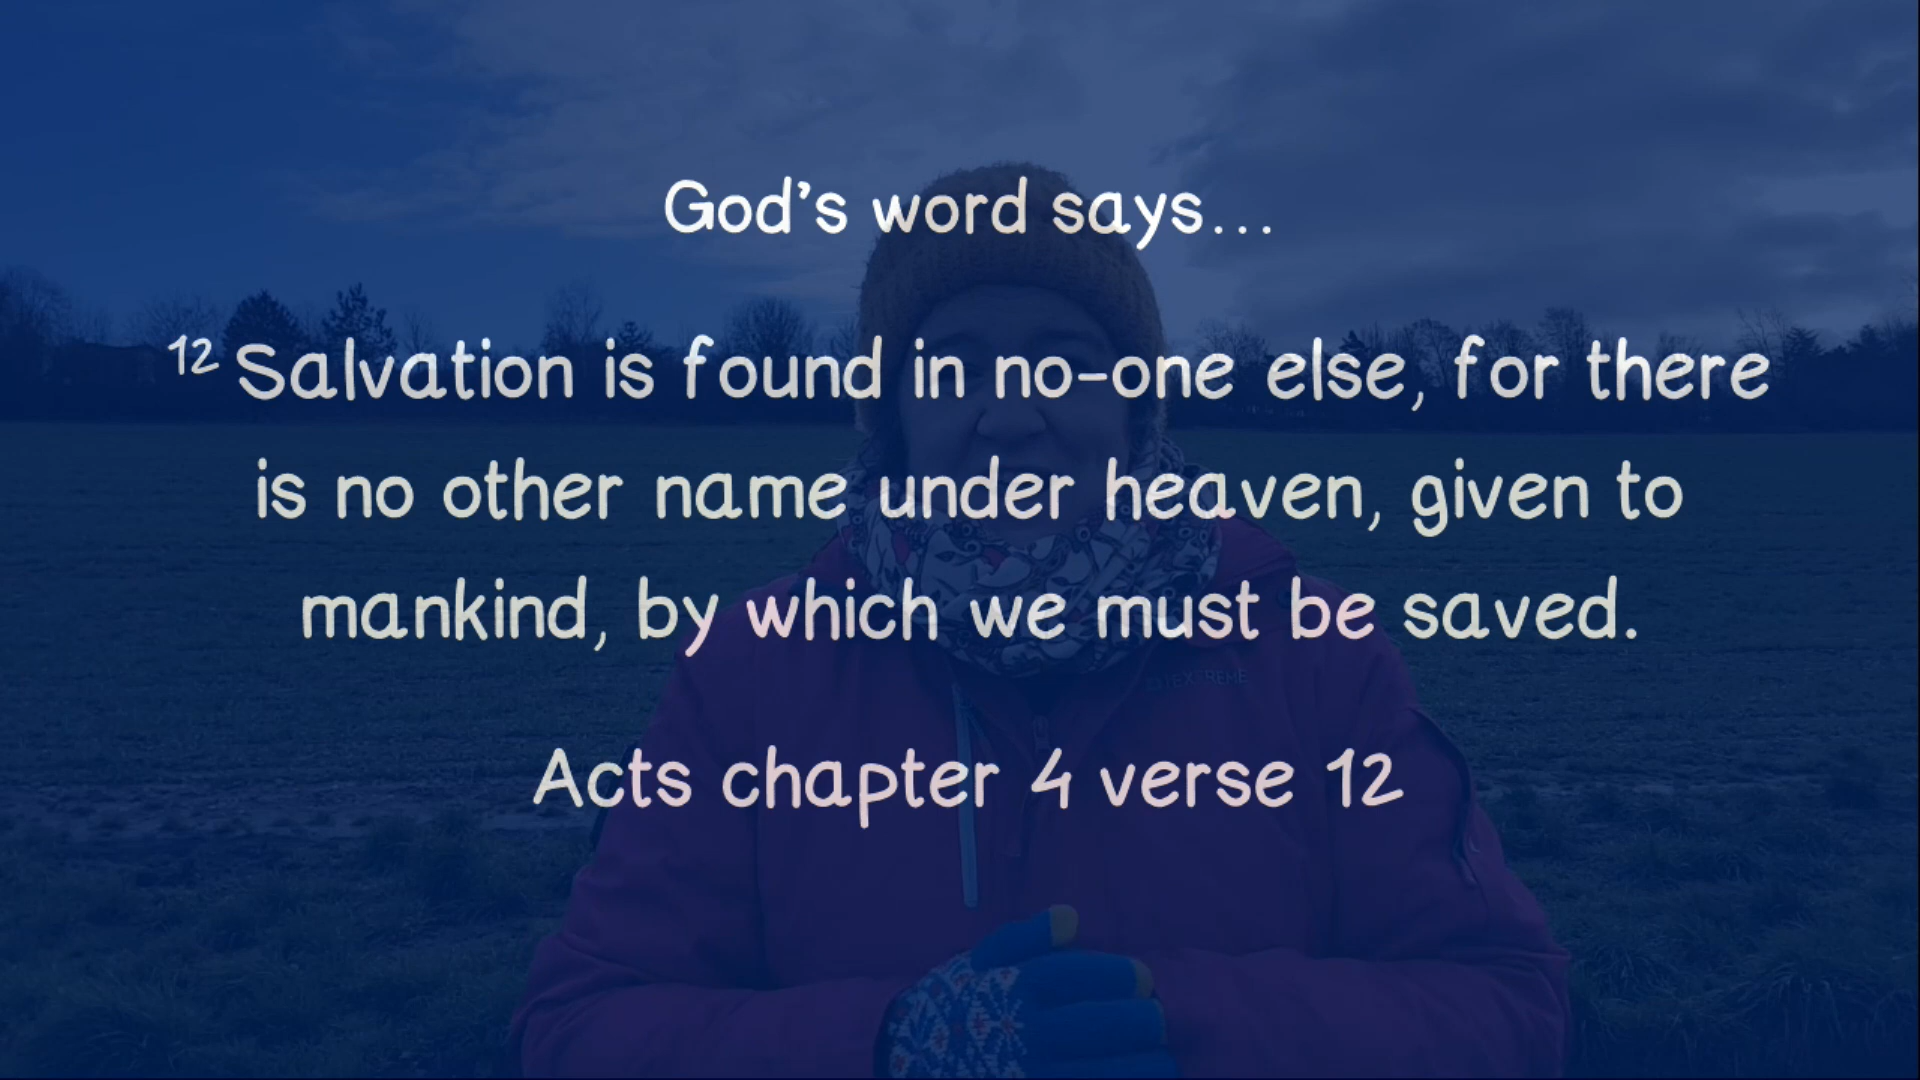 God's word says...
12 Salvation is found in no-one else, for there
is no other name under heaven, given to
mankind, by which we must be saved.
Acts chapter 4 verse 12